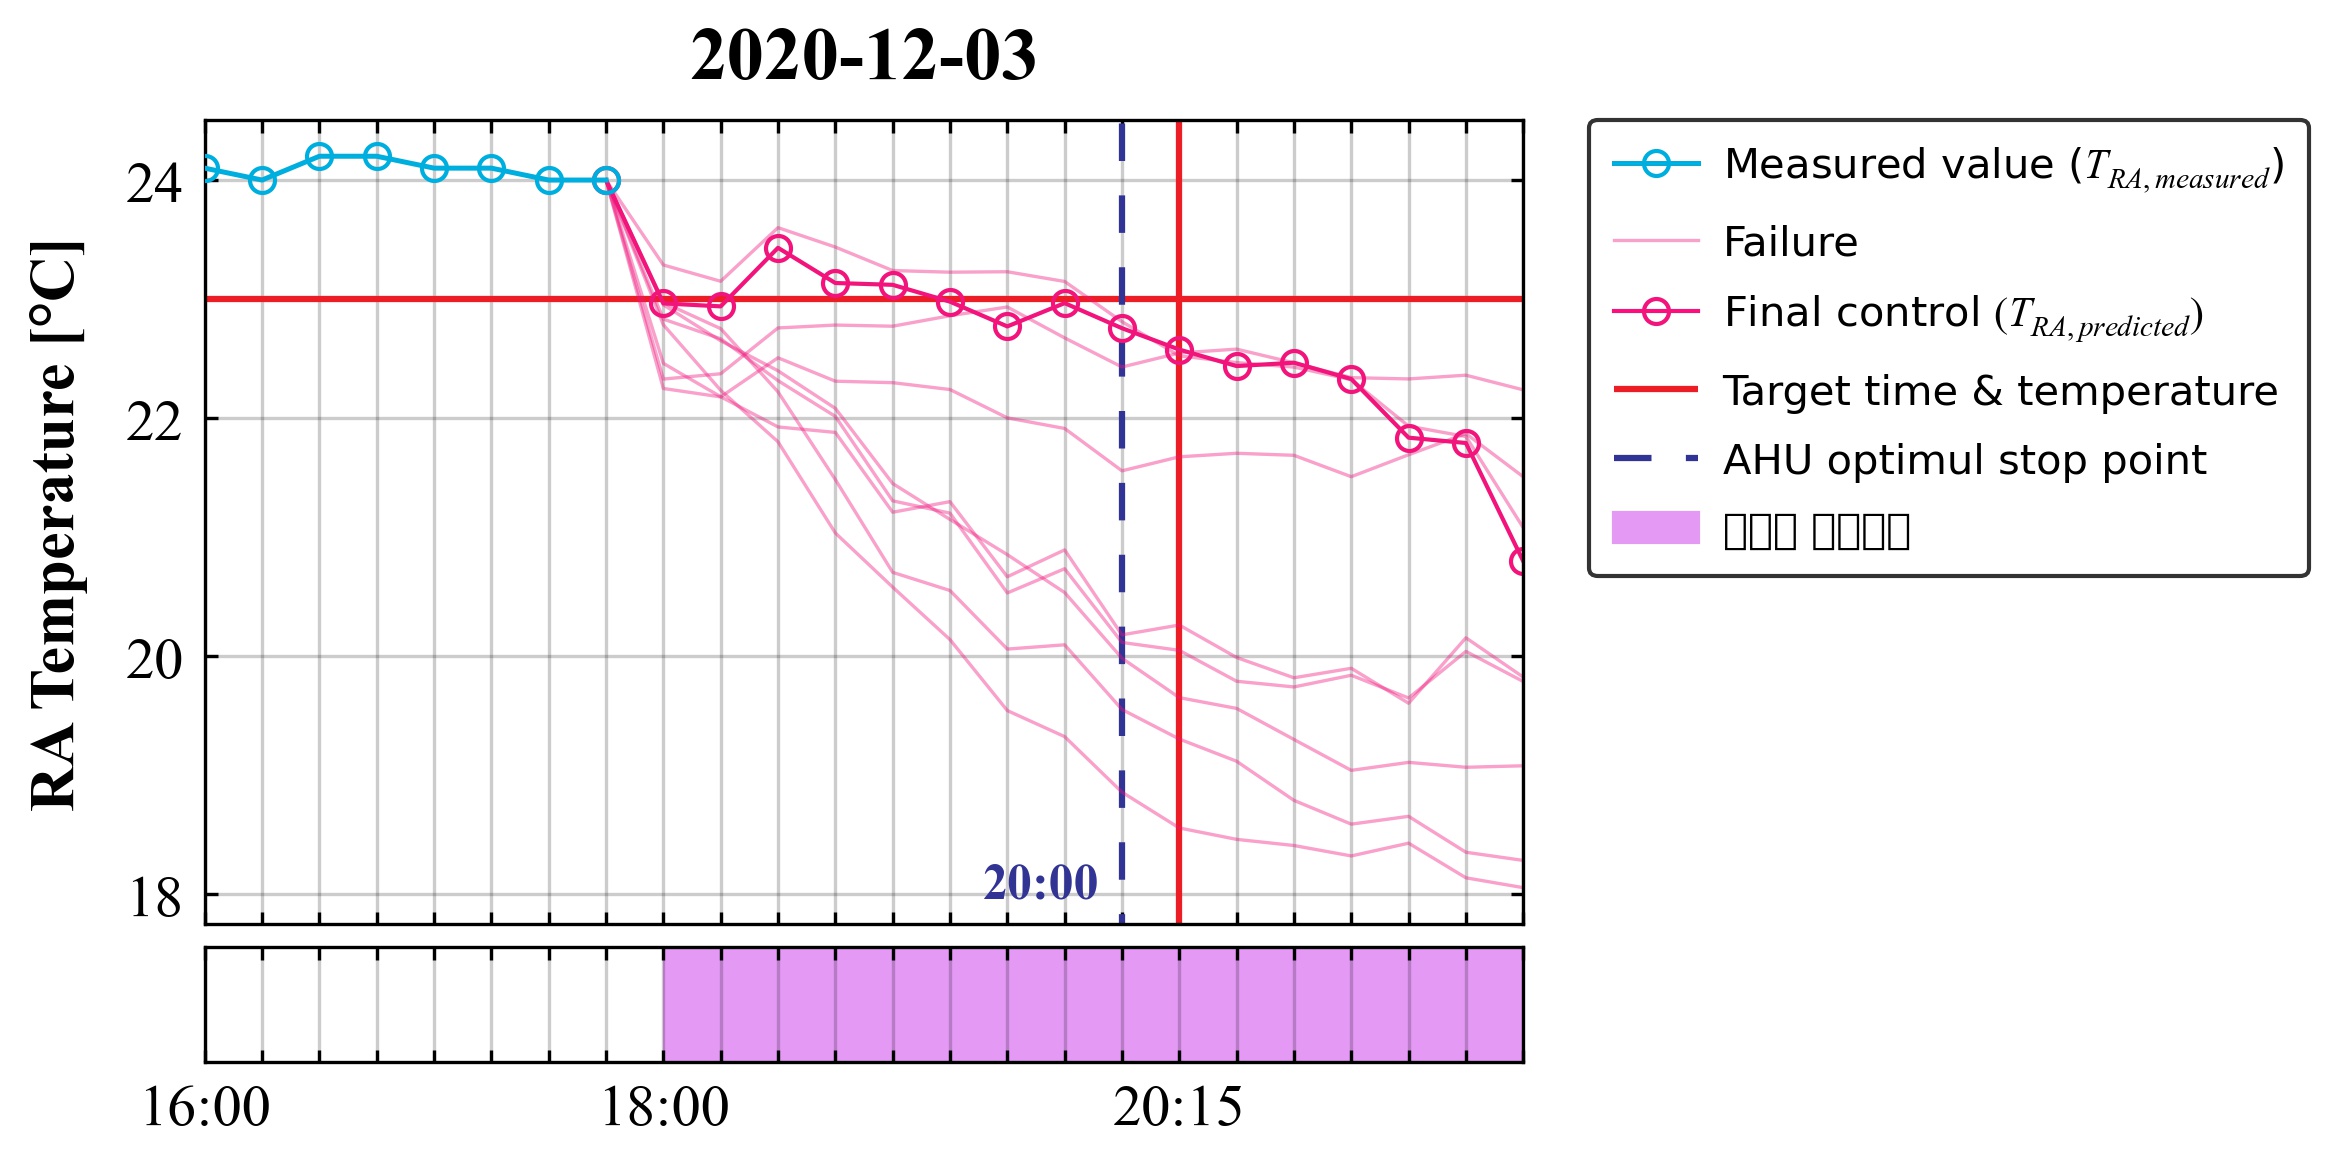 2020-12-03
RA Temperature [°C]
24
22
20
18
20:00
16:00
18:00
20:15
Measured value (T_RA, measured)
Failure
Final control (T_RA, predicted)
Target time & temperature
AHU optimul stop point